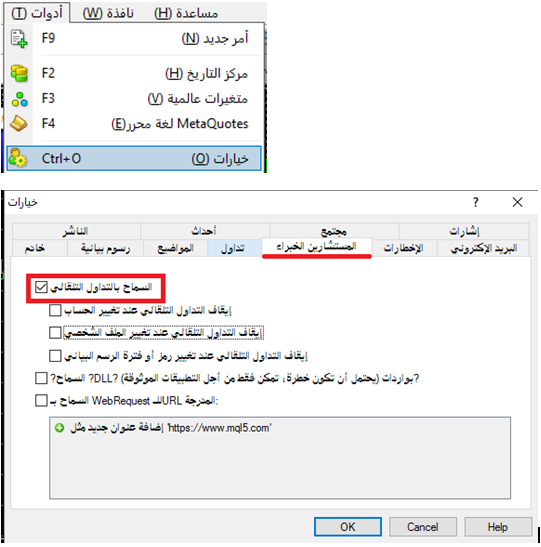 أدوات (T) نافذة (W) مساعدة (H)
أمر جديد (N) F9
مركز التاريخ (H) F2
متغيرات عالمية (V) F3
MetaQuotes لغة محرر(E) F4
خيارات (O) Ctrl+O
خيارات ?
إشارات مجتمع أحداث الناشر
البريد الإكتروني الإخطارات المستشارين الخبراء تداول المواضيع رسوم بيانية خادم
السماح بالتداول التلقائي
إيقاف التداول التلقائي عند تغيير الحساب
إيقاف التداول التلقائي عند تغيير الملف الشخصي
إيقاف التداول التلقائي عند تغيير رمز أو فترة الرسم البياني
?السماح ?DLL? بواردات (يحتمل أن تكون خطرة، تمكن فقط من أجل التطبيقات الموثوقة)?
السماح بـ WebRequest للـURL المدرجة:
إضافة عنوان جديد مثل 'https://www.mql5.com'
OK Cancel Help